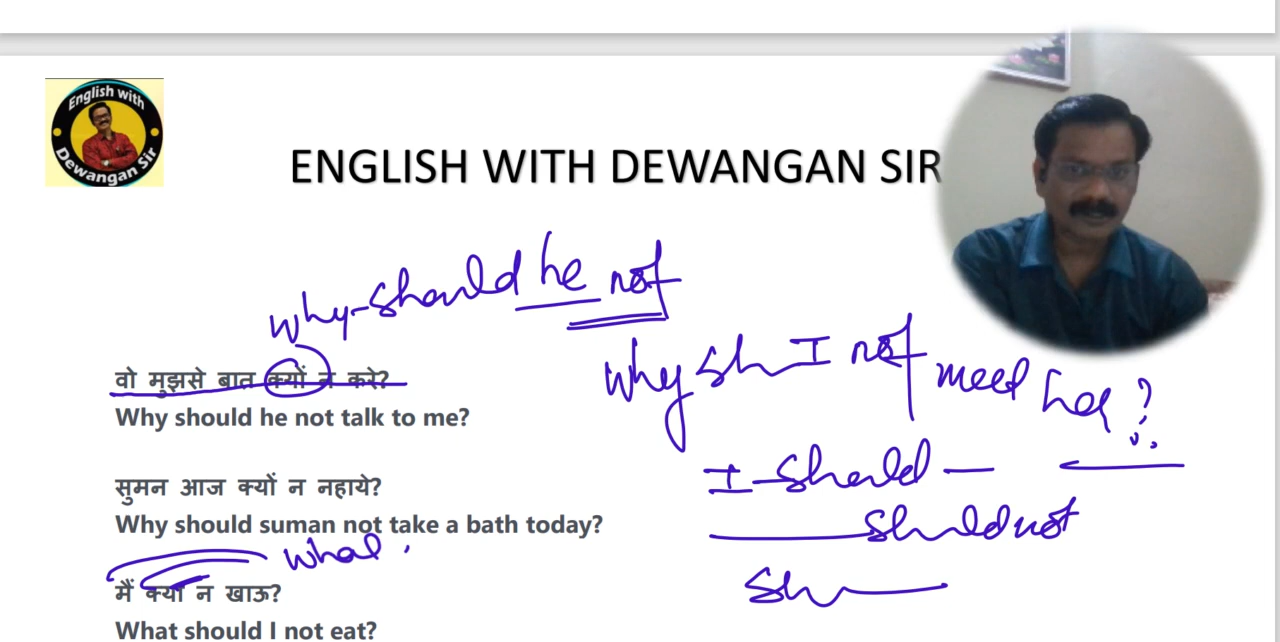 English with
Dewangan Sir
ENGLISH WITH DEWANGAN SIR
Why-should he not
वो मुझसे बात क्यों न करे?
Why should he not talk to me?
Why sh I not meed her?
I-should
should not
Sh
सुमन आज क्यों न नहाये?
Why should suman not take a bath today?
What
मैं क्या न खाऊ?
What should I not eat?